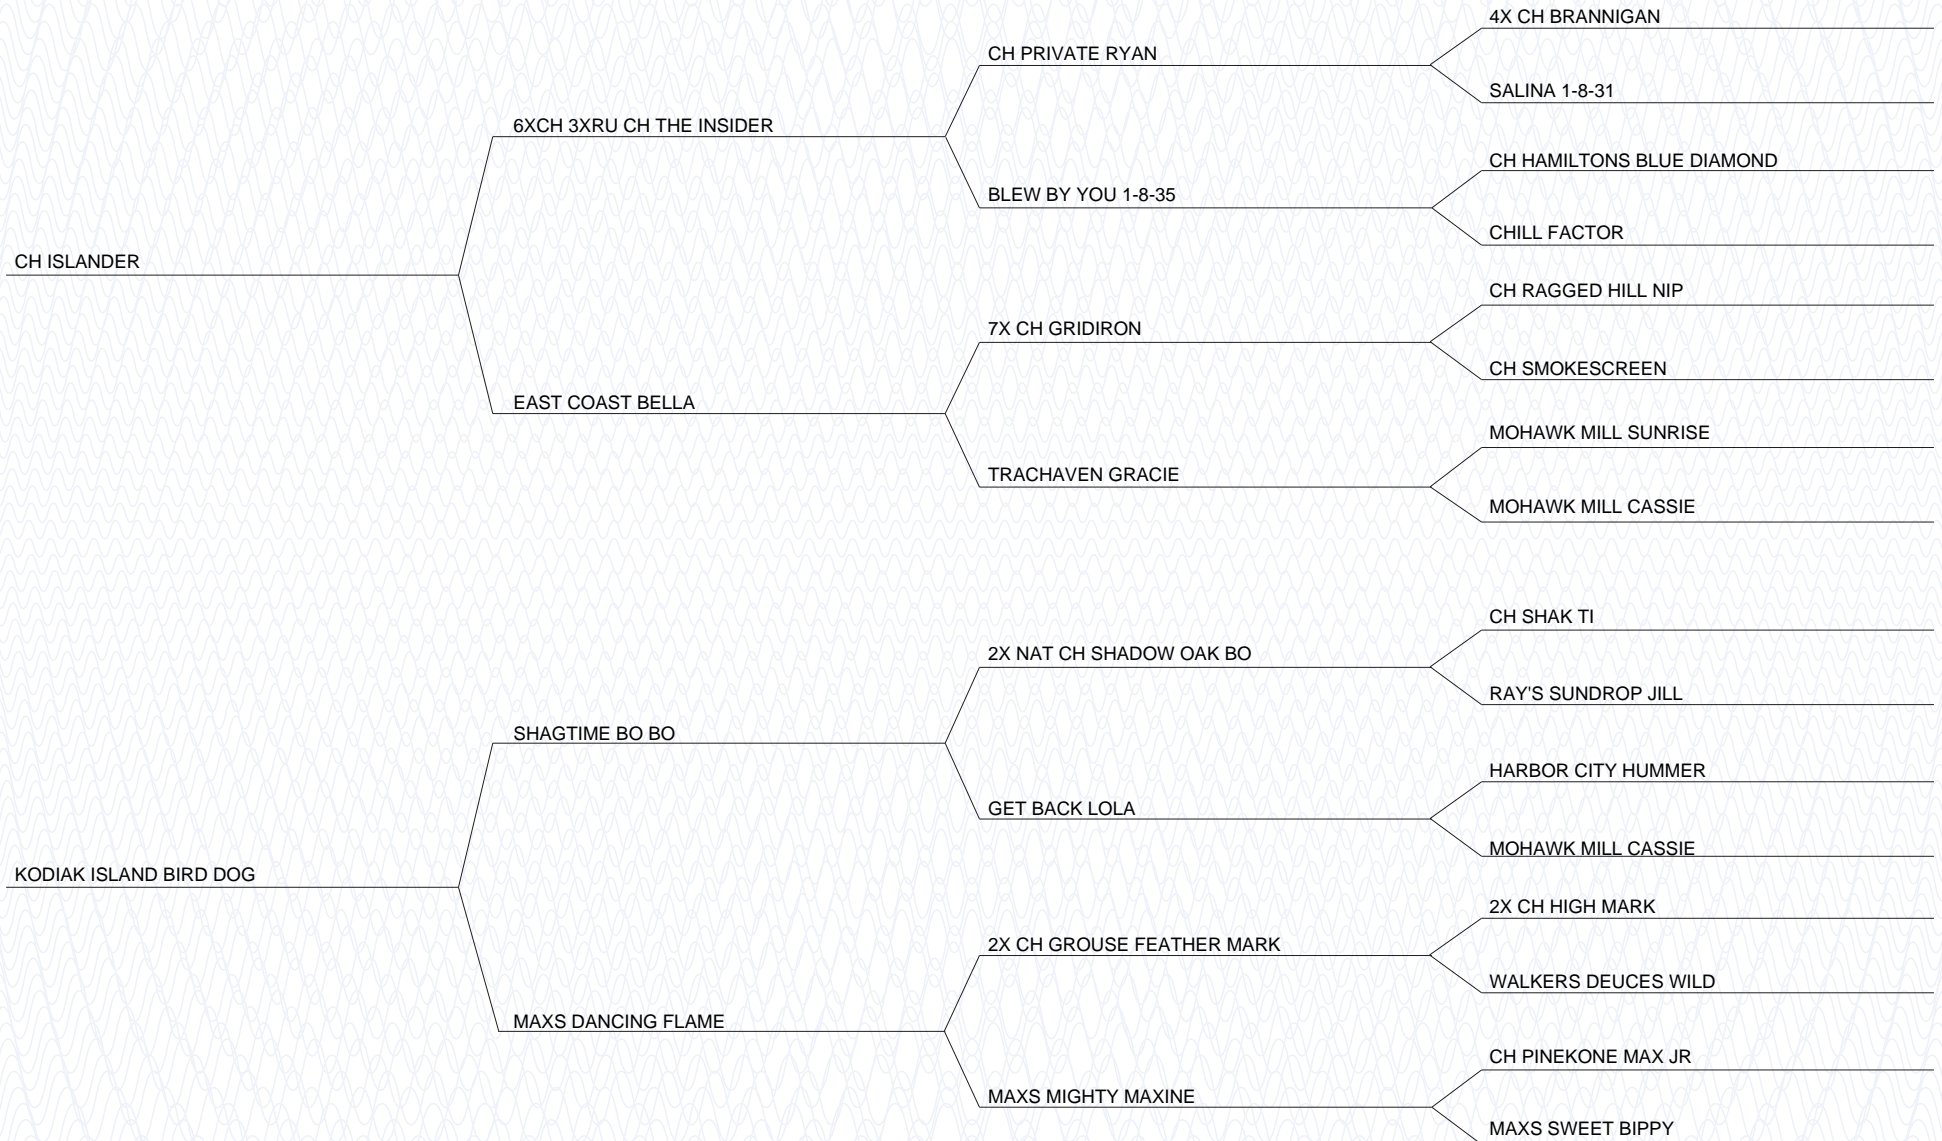 4X CH BRANNIGAN
CH PRIVATE RYAN
SALINA 1-8-31
6XCH 3XRU CH THE INSIDER
CH HAMILTONS BLUE DIAMOND
BLEW BY YOU 1-8-35
CHILL FACTOR
CH ISLANDER
CH RAGGED HILL NIP
7X CH GRIDIRON
CH SMOKESCREEN
EAST COAST BELLA
MOHAWK MILL SUNRISE
TRACHAVEN GRACIE
MOHAWK MILL CASSIE
CH SHAK TI
2X NAT CH SHADOW OAK BO
RAY'S SUNDROP JILL
SHAGTIME BO BO
HARBOR CITY HUMMER
GET BACK LOLA
MOHAWK MILL CASSIE
KODIAK ISLAND BIRD DOG
2X CH HIGH MARK
2X CH GROUSE FEATHER MARK
WALKERS DEUCES WILD
MAXS DANCING FLAME
CH PINEKONE MAX JR
MAXS MIGHTY MAXINE
MAXS SWEET BIPPY